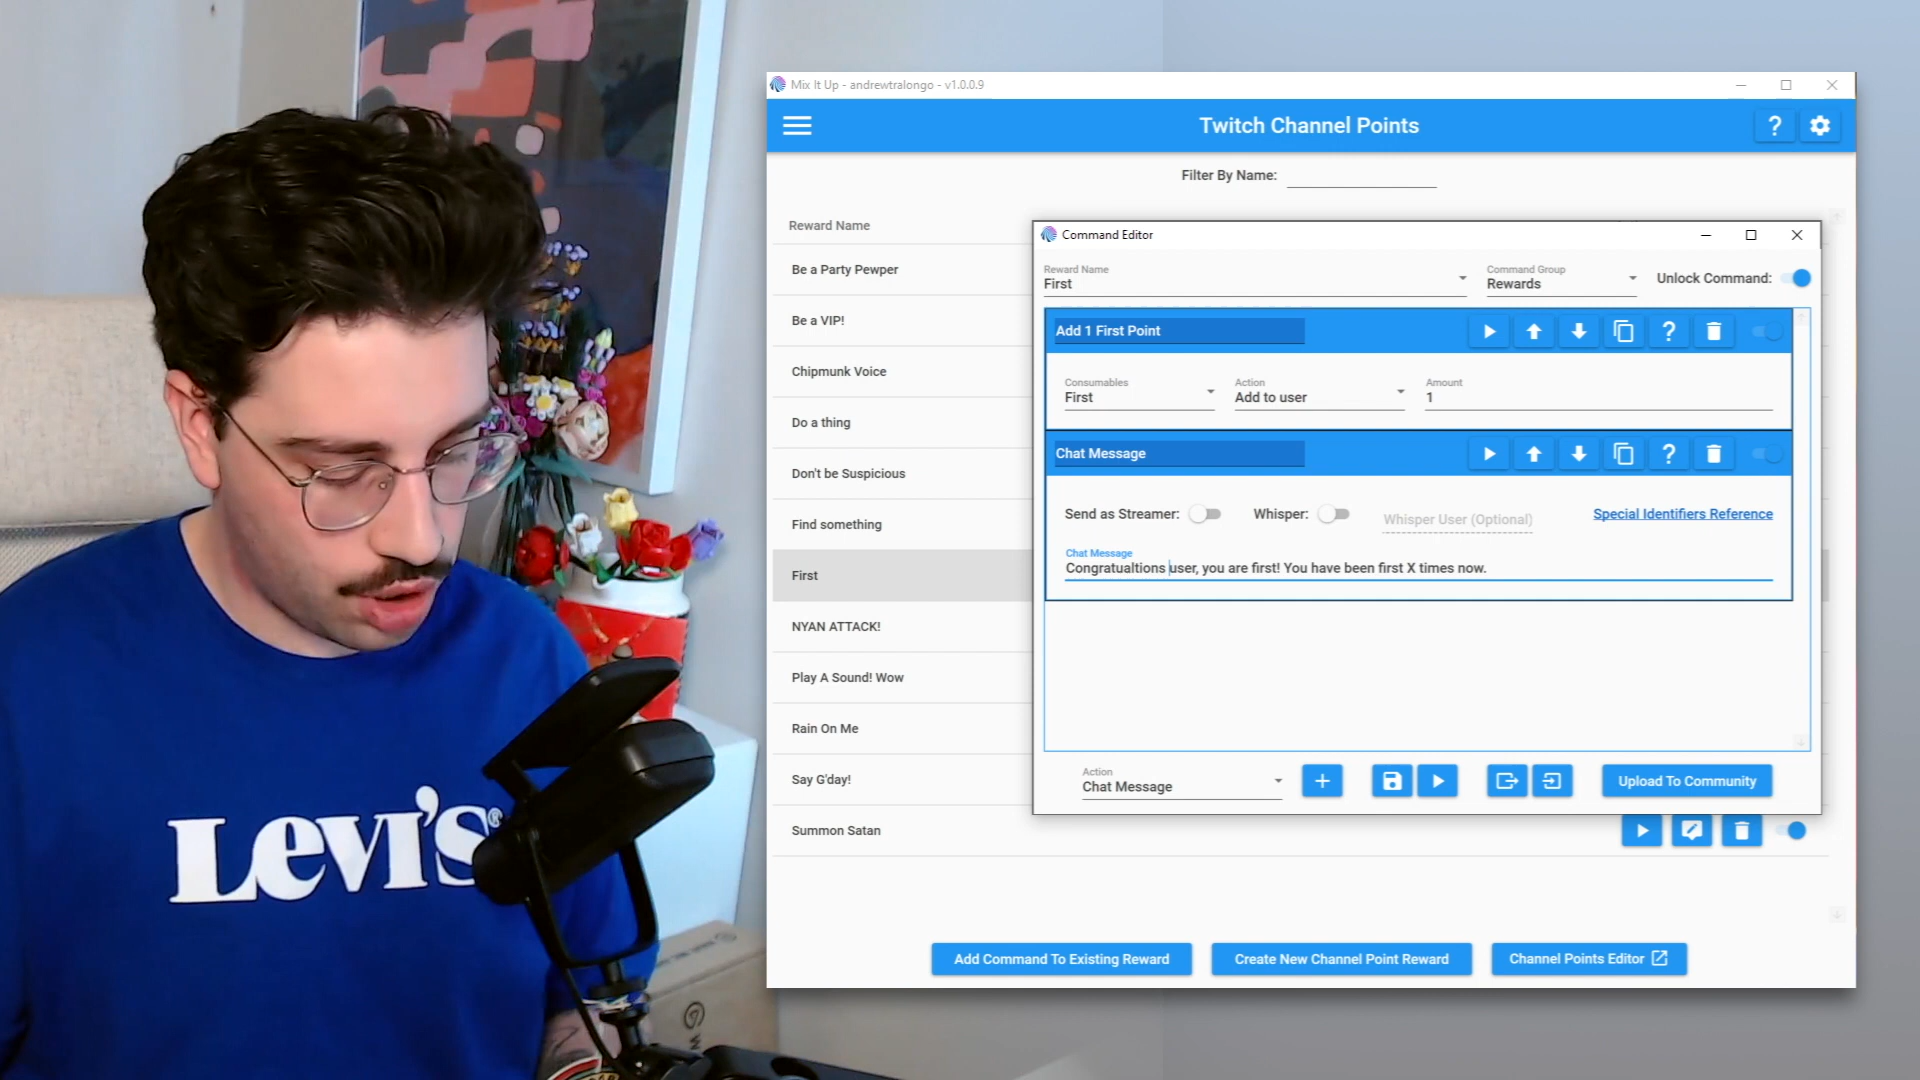 Mix It Up - andrewtralongo - v1.0.0.9
Twitch Channel Points
?
Filter By Name:
Reward Name
Be a Party Pewper
Be a VIP!
Chipmunk Voice
Do a thing
Don't be Suspicious
Find something
First
NYAN ATTACK!
Play A Sound! Wow
Rain On Me
Say G'day!
Summon Satan
Command Editor
Reward Name
First
Command Group
Rewards
Unlock Command:
Add 1 First Point
?
Consumables
First
Action
Add to user
Amount
1
Chat Message
?
Send as Streamer:
Whisper:
Whisper User (Optional)
Special Identifiers Reference
Chat Message
Congratualtions user, you are first! You have been first X times now.
Action
Chat Message
Upload To Community
Add Command To Existing Reward
Create New Channel Point Reward
Channel Points Editor
Levi's®